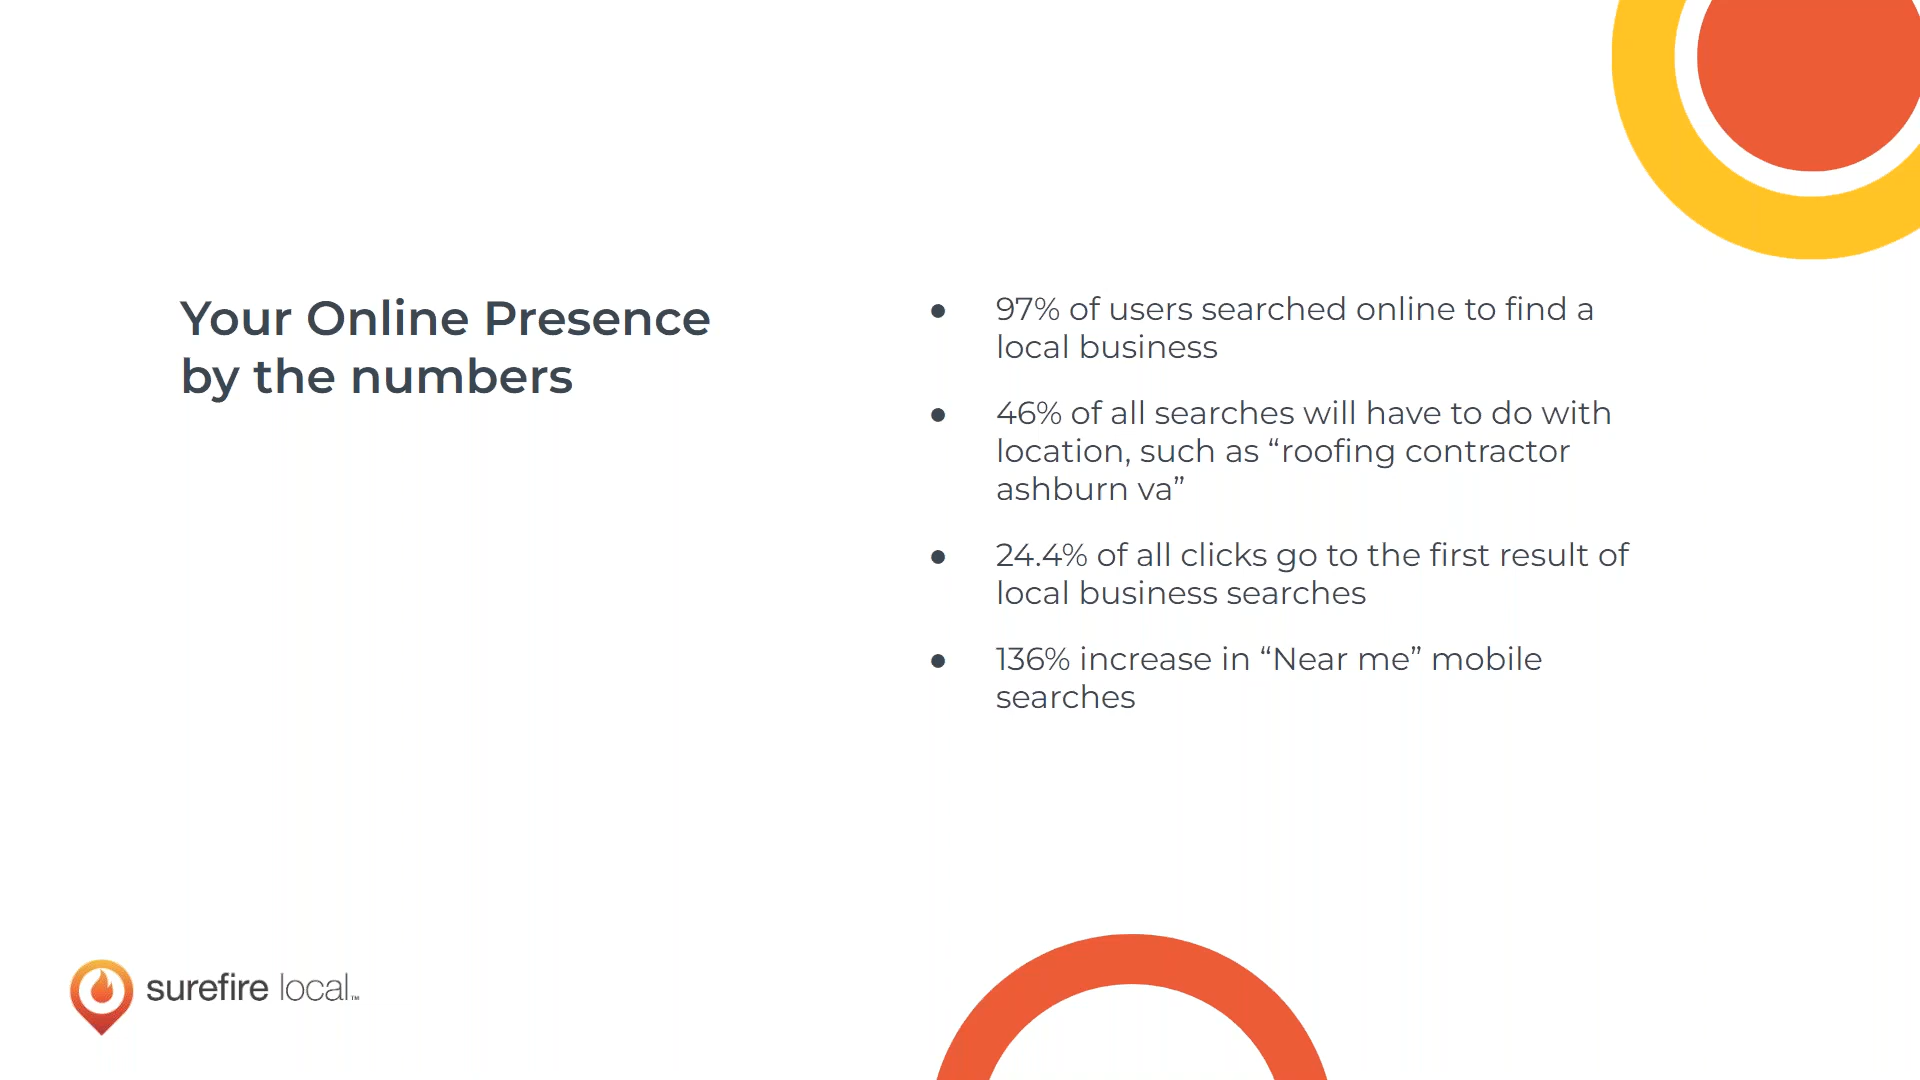 Your Online Presence
by the numbers
● 97% of users searched online to find a
local business
● 46% of all searches will have to do with
location, such as “roofing contractor
ashburn va”
● 24.4% of all clicks go to the first result of
local business searches
● 136% increase in “Near me” mobile
searches
surefire local™